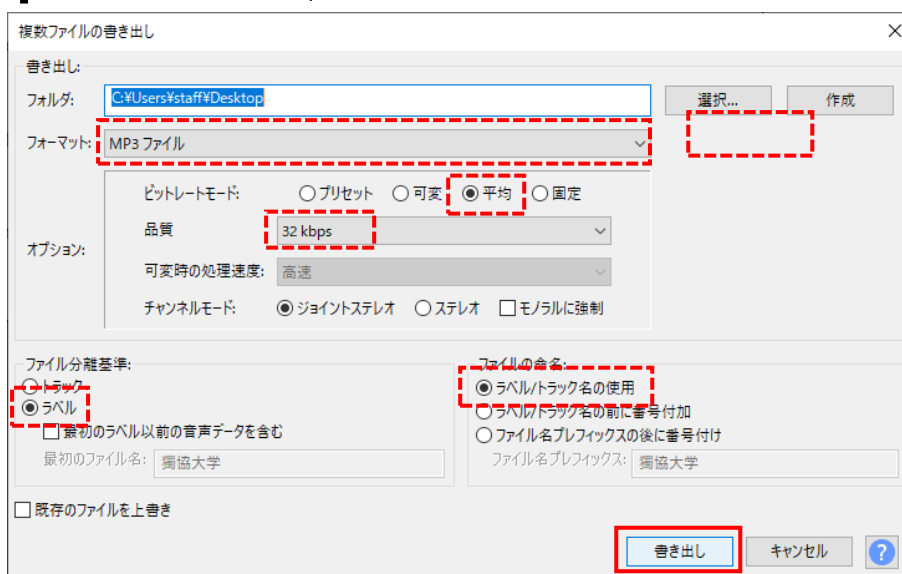 複数ファイルの書き出し
書き出し:
フォルダ: C:¥Users¥staff¥Desktop 選択... 作成
フォーマット: MP3 ファイル
ビットレートモード: プリセット 可変 平均 固定
品質 32 kbps
オプション:
可変時の処理速度: 高速
チャンネルモード: ジョイントステレオ ステレオ モノラルに強制
ファイル分離基準:
トラック
ラベル
最初のラベル以前の音声データを含む
最初のファイル名: 獨協大学
ファイルの命名:
ラベル/トラック名の使用
ラベル/トラック名の前に番号付加
ファイル名プレフィックスの後に番号付け
ファイル名プレフィックス: 獨協大学
既存のファイルを上書き
書き出し キャンセル ?